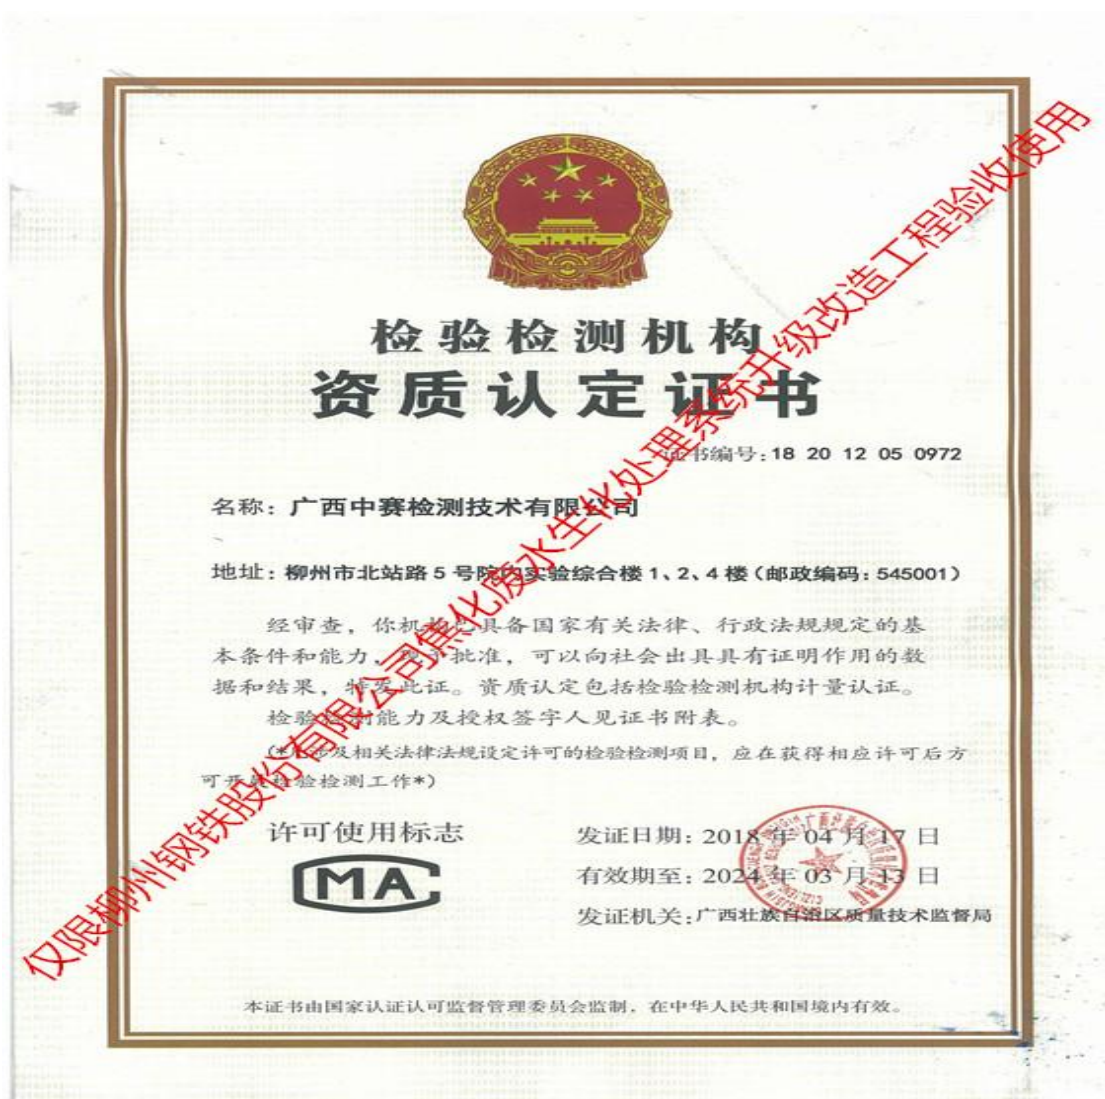 检验检测机构
资质认定证书
证书编号:18 20 12 05 0972
名称:广西中赛检测技术有限公司
地址:柳州市北站路5号院内实验综合楼1、2、4楼(邮政编码:545001)
经审查,你机构已具备国家有关法律、行政法规规定的基
本条件和能力,现予批准,可以向社会出具具有证明作用的数
据和结果,特发此证。资质认定包括检验检测机构计量认证。
检验检测能力及授权签字人见证书附表。
(*对涉及相关法律法规设定许可的检验检测项目,应在获得相应许可后方
可开展检验检测工作*)
许可使用标志
MA
发证日期:2018年04月17日
有效期至:2024年03月13日
发证机关:广西壮族自治区质量技术监督局
本证书由国家认证认可监督管理委员会监制,在中华人民共和国境内有效。
仅限柳州钢铁股份有限公司焦化废水生化处理系统升级改造工程验收使用